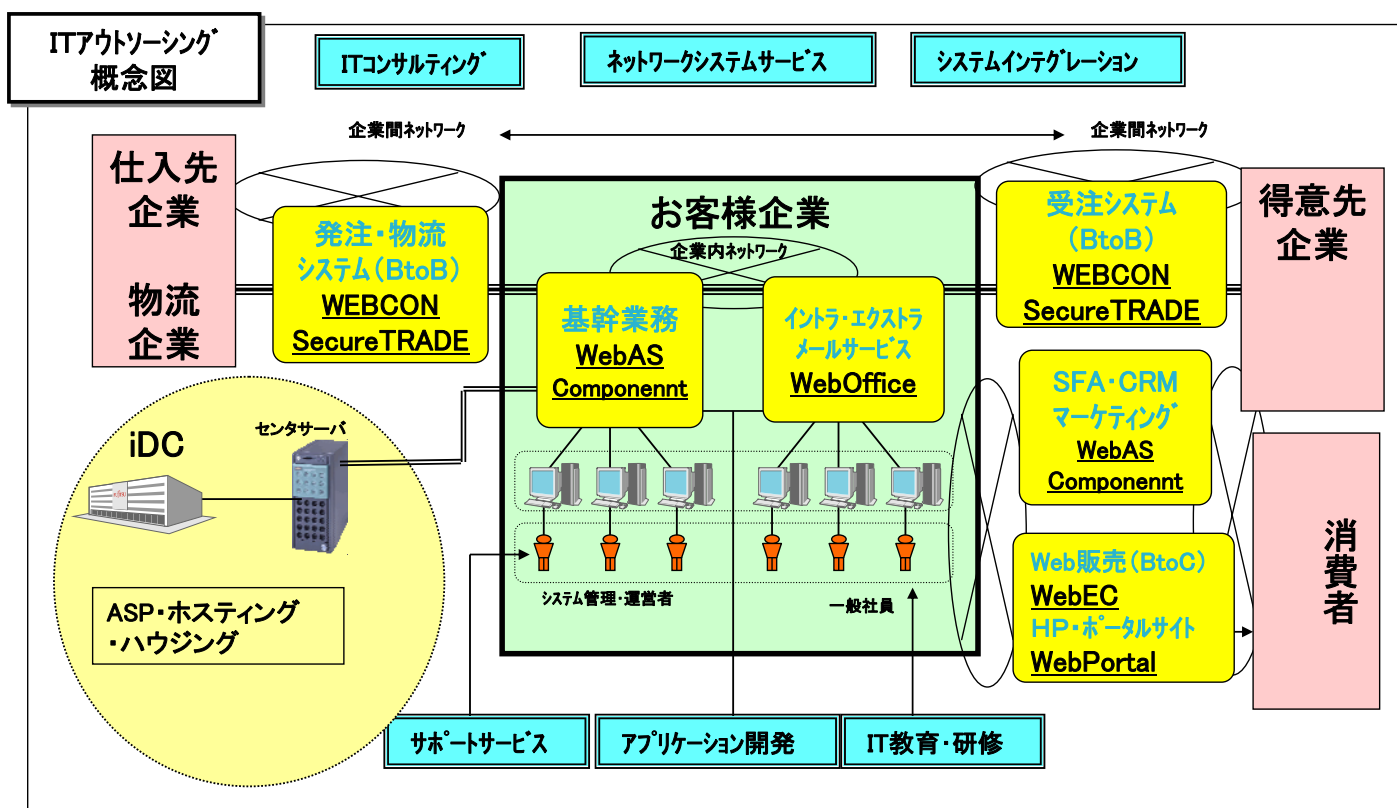 ITアウトソーシング
概念図
ITコンサルティング
ネットワークシステムサービス
システムインテグレーション
企業間ネットワーク
企業間ネットワーク
仕入先
企業
物流
企業
発注・物流
システム(BtoB)
WEBCON
SecureTRADE
お客様企業
企業内ネットワーク
基幹業務
WebAS
Componennt
イントラ・エクストラ
メールサービス
WebOffice
受注システム
(BtoB)
WEBCON
SecureTRADE
得意先
企業
SFA・CRM
マーケティング
WebAS
Componennt
Web販売(BtoC)
WebEC
HP・ポータルサイト
WebPortal
消費者
iDC
センタサーバ
ASP・ホスティング
・ハウジング
システム管理・運営者
一般社員
サポートサービス
アプリケーション開発
IT教育・研修